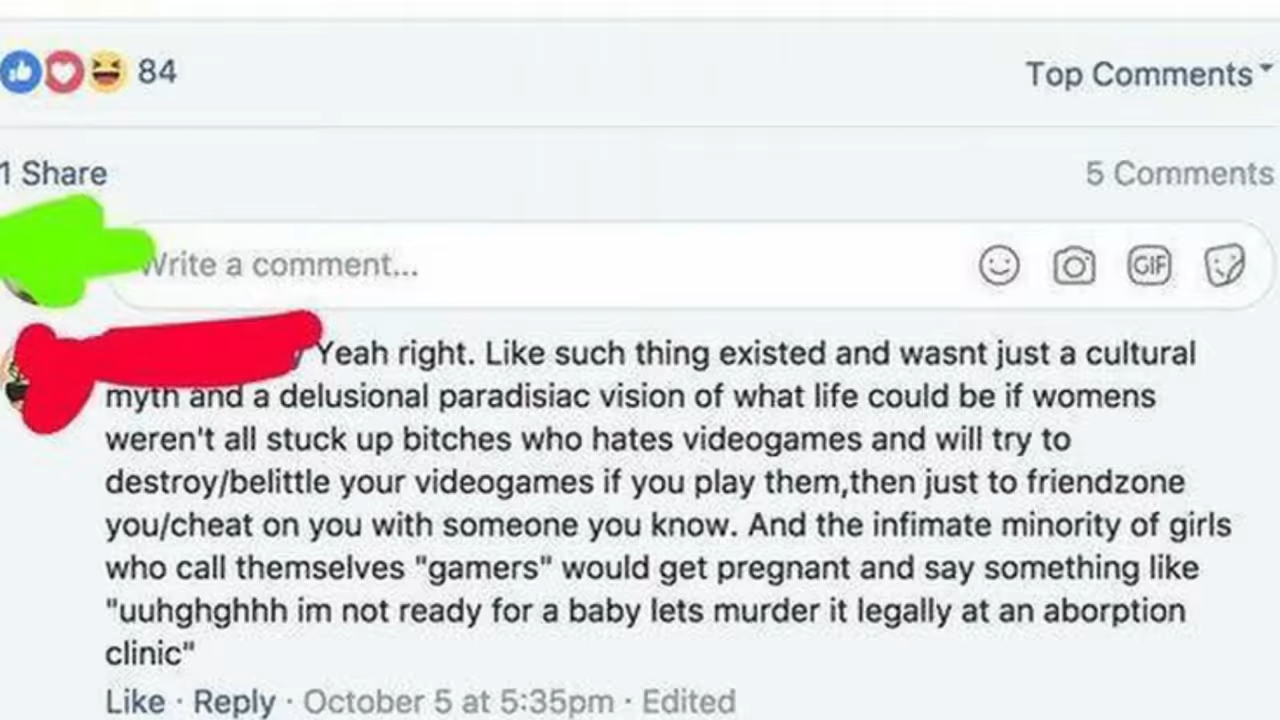 84
Top Comments
1 Share
5 Comments
Write a comment...
GIF
Yeah right. Like such thing existed and wasnt just a cultural
myth and a delusional paradisiac vision of what life could be if womens
weren't all stuck up bitches who hates videogames and will try to
destroy/belittle your videogames if you play them,then just to friendzone
you/cheat on you with someone you know. And the infimate minority of girls
who call themselves "gamers" would get pregnant and say something like
"uuhghghhh im not ready for a baby lets murder it legally at an aborption
clinic"
Like · Reply · October 5 at 5:35pm · Edited